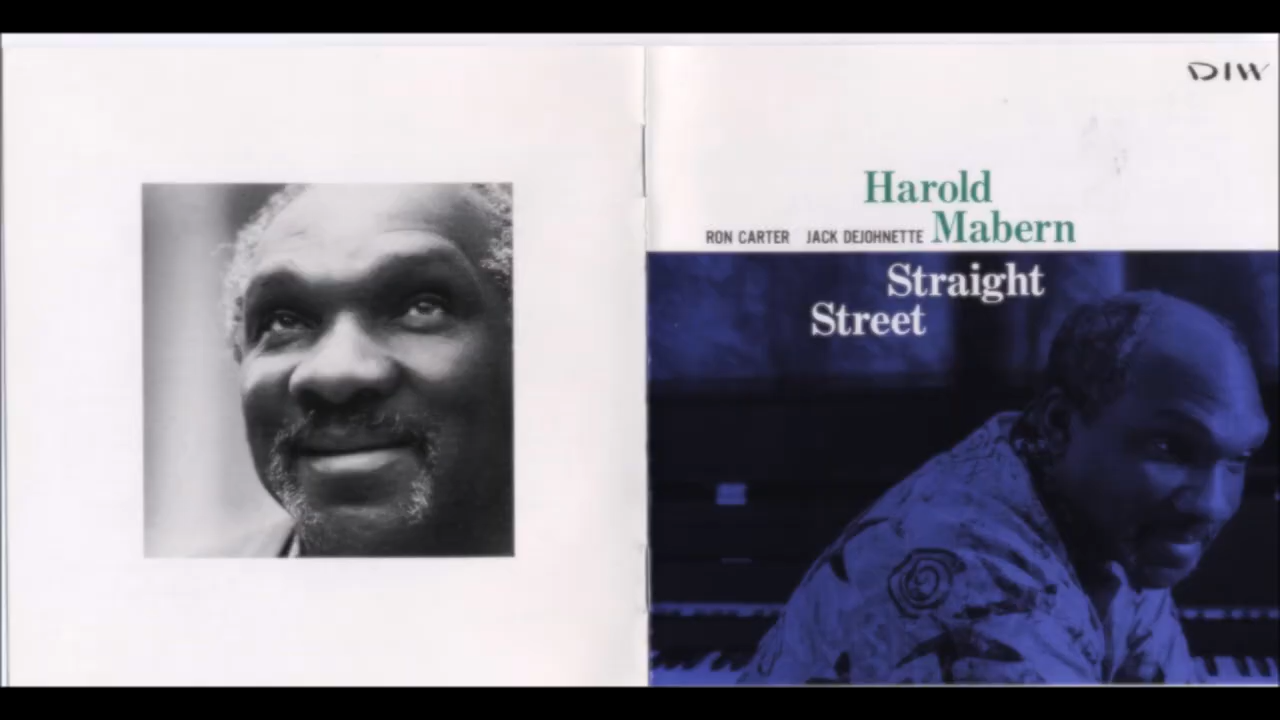 DIW
Harold
RON CARTER JACK DEJOHNETTE Mabern
Straight
Street